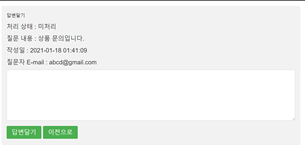 답변달기
처리 상태 : 미처리
질문 내용 : 상품 문의입니다.
작성일 : 2021-01-18 01:41:09
질문자 E-mail : abcd@gmail.com
답변달기 이전으로